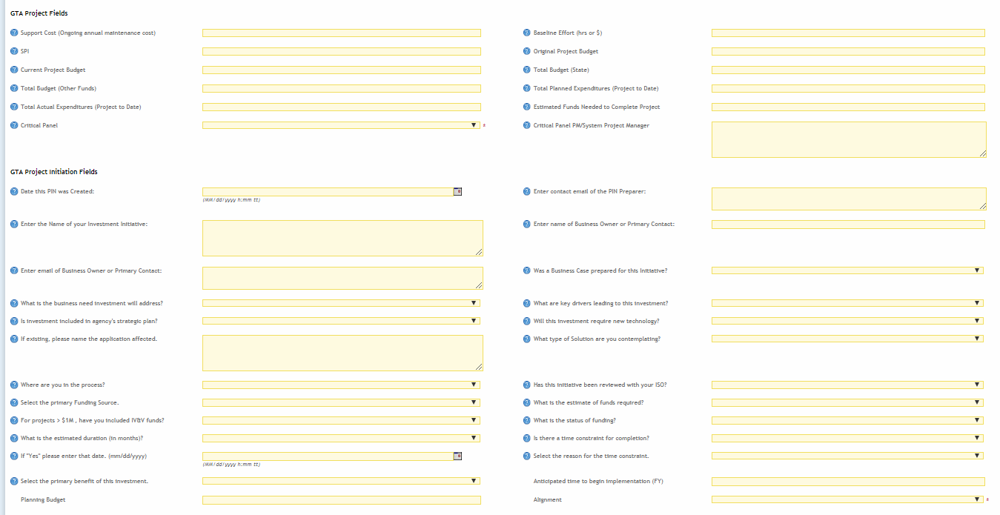 GTA Project Fields
Support Cost (Ongoing annual maintenance cost)
Baseline Effort (hrs or $)
SPI
Original Project Budget
Current Project Budget
Total Budget (State)
Total Budget (Other Funds)
Total Planned Expenditures (Project to Date)
Total Actual Expenditures (Project to Date)
Estimated Funds Needed to Complete Project
Critical Panel
*
Critical Panel PM/System Project Manager
GTA Project Initiation Fields
Date this PIN was Created:
(MM/dd/yyyy h:mm tt)
Enter contact email of the PIN Preparer:
Enter the Name of your Investment Initiative:
Enter name of Business Owner or Primary Contact:
Enter email of Business Owner or Primary Contact:
Was a Business Case prepared for this Initiative?
What is the business need investment will address?
What are key drivers leading to this investment?
Is investment included in agency's strategic plan?
Will this investment require new technology?
If existing, please name the application affected.
What type of Solution are you contemplating?
Where are you in the process?
Has this initiative been reviewed with your ISO?
Select the primary Funding Source.
What is the estimate of funds required?
For projects > $1M , have you included IV&V funds?
What is the status of funding?
What is the estimated duration (in months)?
Is there a time constraint for completion?
If "Yes" please enter that date. (mm/dd/yyyy)
(MM/dd/yyyy h:mm tt)
Select the reason for the time constraint.
Select the primary benefit of this investment.
Anticipated time to begin implementation (FY)
Planning Budget
Alignment
*